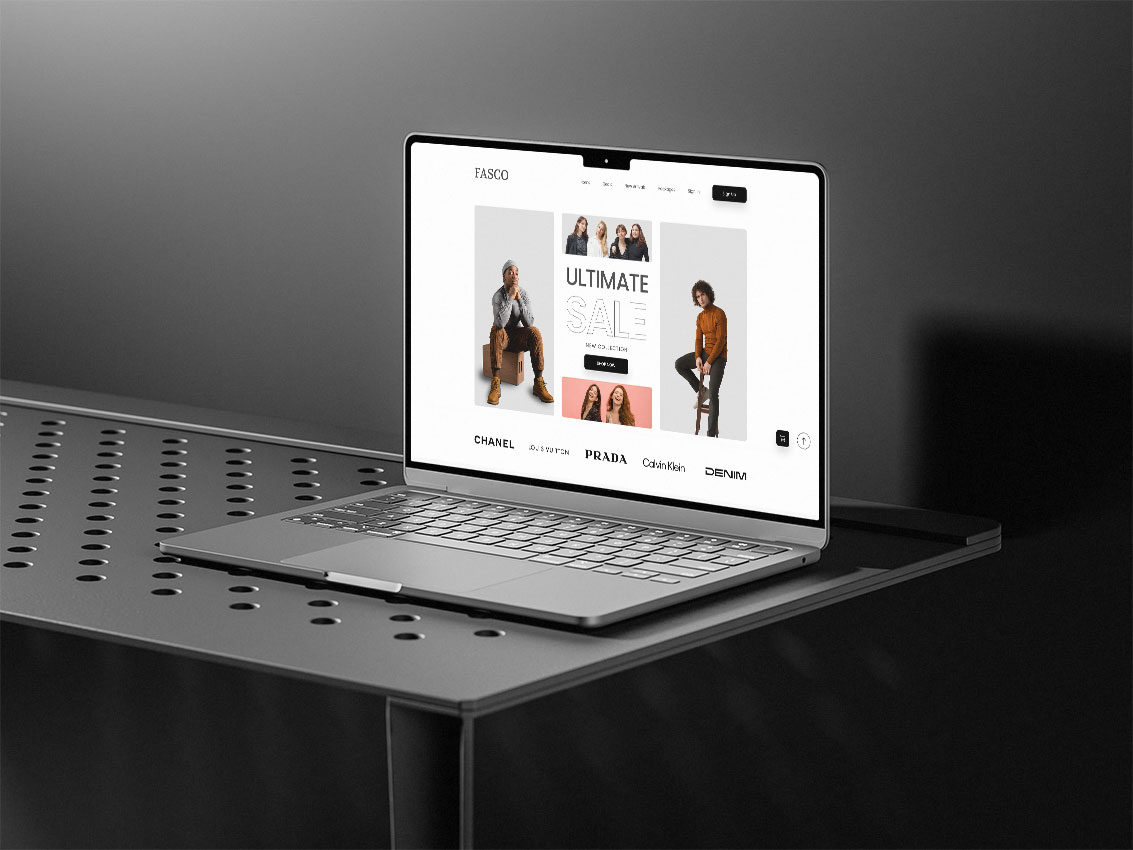 FASCO
Home Deals New Arrivals Packages Sign In Sign Up
ULTIMATE
SALE
NEW COLLECTION
SHOP NOW
CHANEL LOUIS VUITTON PRADA Calvin Klein DENIM